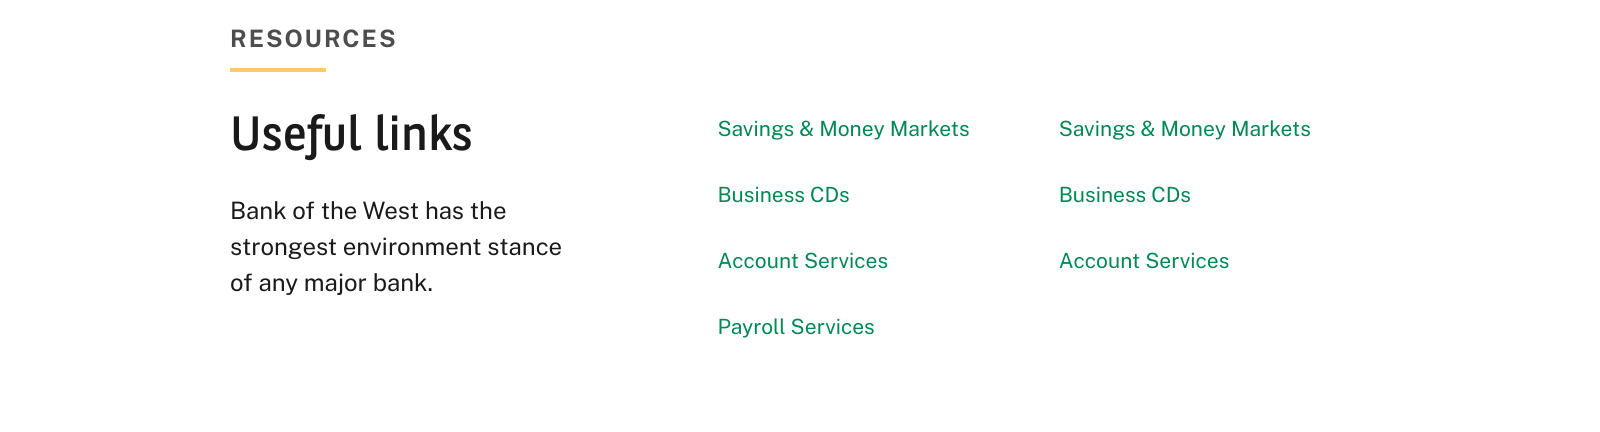 RESOURCES
Useful links
Bank of the West has the
strongest environment stance
of any major bank.
Savings & Money Markets
Business CDs
Account Services
Payroll Services
Savings & Money Markets
Business CDs
Account Services